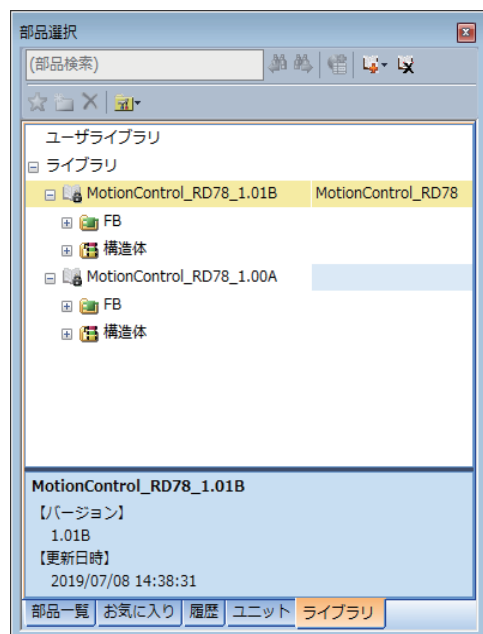 部品選択
(部品検索)
ユーザライブラリ
ライブラリ
MotionControl_RD78_1.01B MotionControl_RD78
FB
構造体
MotionControl_RD78_1.00A
FB
構造体
MotionControl_RD78_1.01B
【バージョン】
1.01B
【更新日時】
2019/07/08 14:38:31
部品一覧 お気に入り 履歴 ユニット ライブラリ